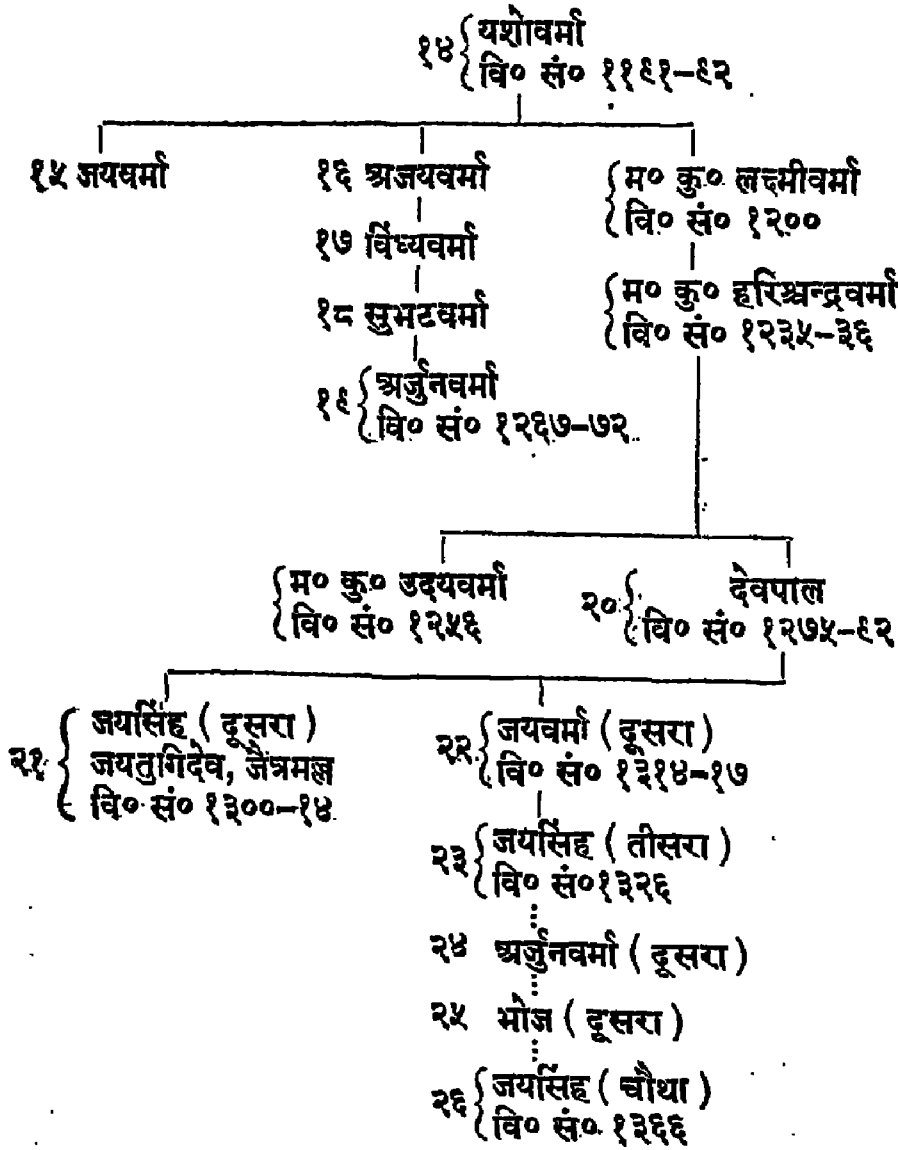 १४ यशोवर्मा
वि० सं० ११९१-९२
१५ जयवर्मा
१६ अजयवर्मा
म० कु० लक्ष्मीवर्मा
वि० सं० १२००
१७ विंध्यवर्मा
१८ सुभटवर्मा
म० कु० हरिश्चन्द्रवर्मा
वि० सं० १२३५-३६
१९ अर्जुनवर्मा
वि० सं० १२६७-७२
म० कु० उदयवर्मा
वि० सं० १२५६
२० देवपाल
वि० सं० १२७५-९२
२१ जयसिंह ( दूसरा )
जयतुगिदेव, जैत्रमल्ल
वि० सं० १३००-१४
२२ जयवर्मा ( दूसरा )
वि० सं० १३१४-१७
२३ जयसिंह ( तीसरा )
वि० सं० १३२६
२४ अर्जुनवर्मा ( दूसरा )
२५ भोज ( दूसरा )
२६ जयसिंह ( चौथा )
वि० सं० १३६६